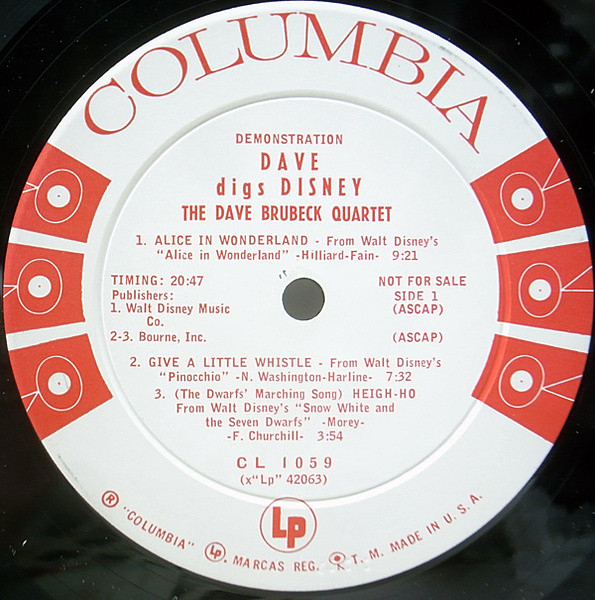 COLUMBIA
DEMONSTRATION
DAVE
digs DISNEY
THE DAVE BRUBECK QUARTET
1. ALICE IN WONDERLAND - From Walt Disney's
"Alice in Wonderland" -Hilliard-Fain- 9:21
TIMING: 20:47
Publishers:
1. Walt Disney Music
Co.
2-3. Bourne, Inc.
NOT FOR SALE
SIDE 1
(ASCAP)
(ASCAP)
2. GIVE A LITTLE WHISTLE - From Walt Disney's
"Pinocchio" -N. Washington-Harline- 7:32
3. (The Dwarfs' Marching Song) HEIGH-HO
From Walt Disney's "Snow White and
the Seven Dwarfs" -Morey-
-F. Churchill- 3:54
CL 1059
(x"Lp" 42063)
Lp
® "COLUMBIA" Lp, MARCAS REG. T. M. MADE IN U. S. A.